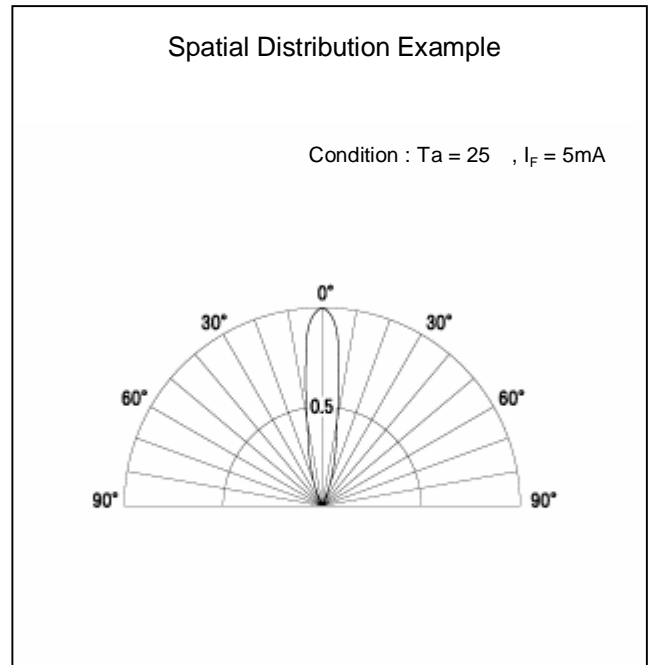 Spatial Distribution Example
Condition : Ta = 25 , IF = 5mA
0°
30° 30°
60° 0.5 60°
90° 90°